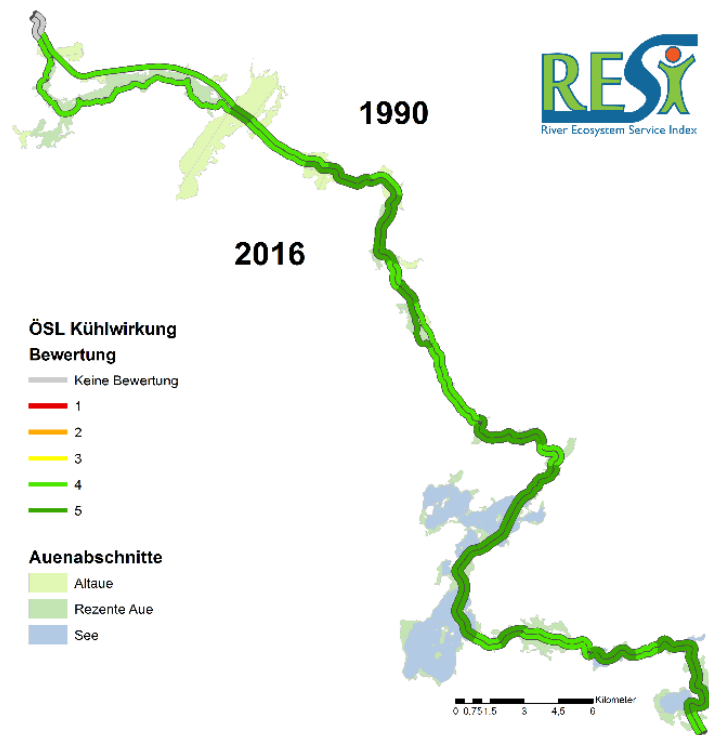 RESI
River Ecosystem Service Index
1990
2016
ÖSL Kühlwirkung
Bewertung
Keine Bewertung
1
2
3
4
5
Auenabschnitte
Altaue
Rezente Aue
See
Kilometer
0 0,75 1,5 3 4,5 6